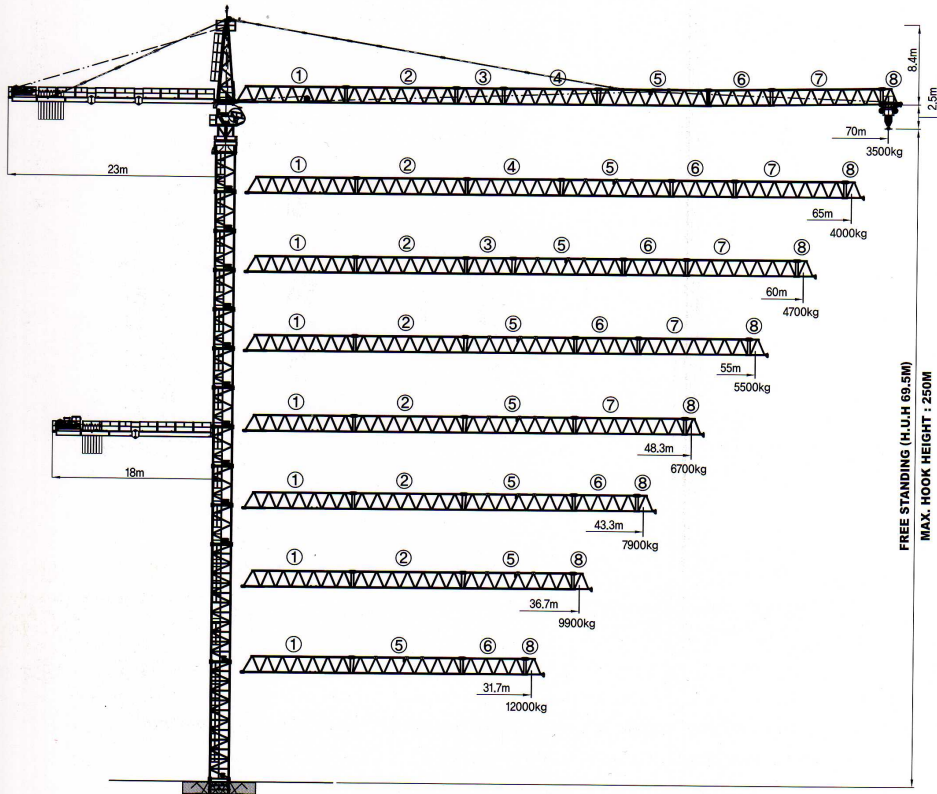 ① ② ③ ④ ⑤ ⑥ ⑦ ⑧
8.4m
2.5m
70m
3500kg
23m
① ② ④ ⑤ ⑥ ⑦ ⑧
65m
4000kg
① ② ③ ⑤ ⑥ ⑦ ⑧
60m
4700kg
① ② ⑤ ⑥ ⑦ ⑧
55m
5500kg
① ② ⑤ ⑦ ⑧
48.3m
6700kg
18m
① ② ⑤ ⑥ ⑧
43.3m
7900kg
① ② ⑤ ⑧
36.7m
9900kg
① ⑤ ⑥ ⑧
31.7m
12000kg
FREE STANDING (H.U.H 69.5M)
MAX. HOOK HEIGHT : 250M